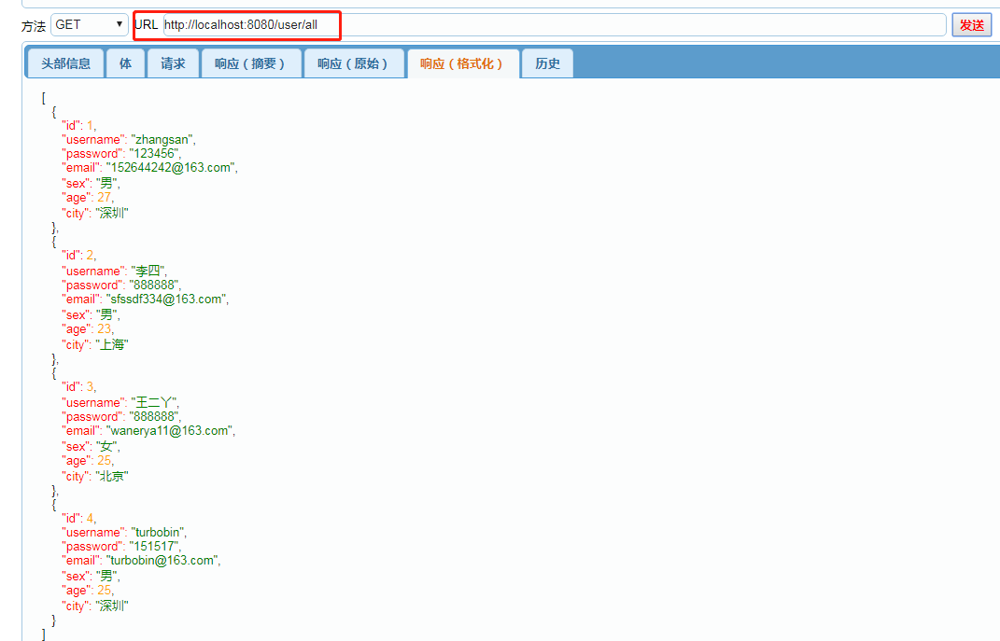 方法 GET URL http://localhost:8080/user/all 发送
头部信息 体 请求 响应（摘要） 响应（原始） 响应（格式化） 历史
[
{
"id": 1,
"username": "zhangsan",
"password": "123456",
"email": "152644242@163.com",
"sex": "男",
"age": 27,
"city": "深圳"
},
{
"id": 2,
"username": "李四",
"password": "888888",
"email": "sfssdf334@163.com",
"sex": "男",
"age": 23,
"city": "上海"
},
{
"id": 3,
"username": "王二丫",
"password": "888888",
"email": "wanerya11@163.com",
"sex": "女",
"age": 25,
"city": "北京"
},
{
"id": 4,
"username": "turbobin",
"password": "151517",
"email": "turbobin@163.com",
"sex": "男",
"age": 25,
"city": "深圳"
}
]